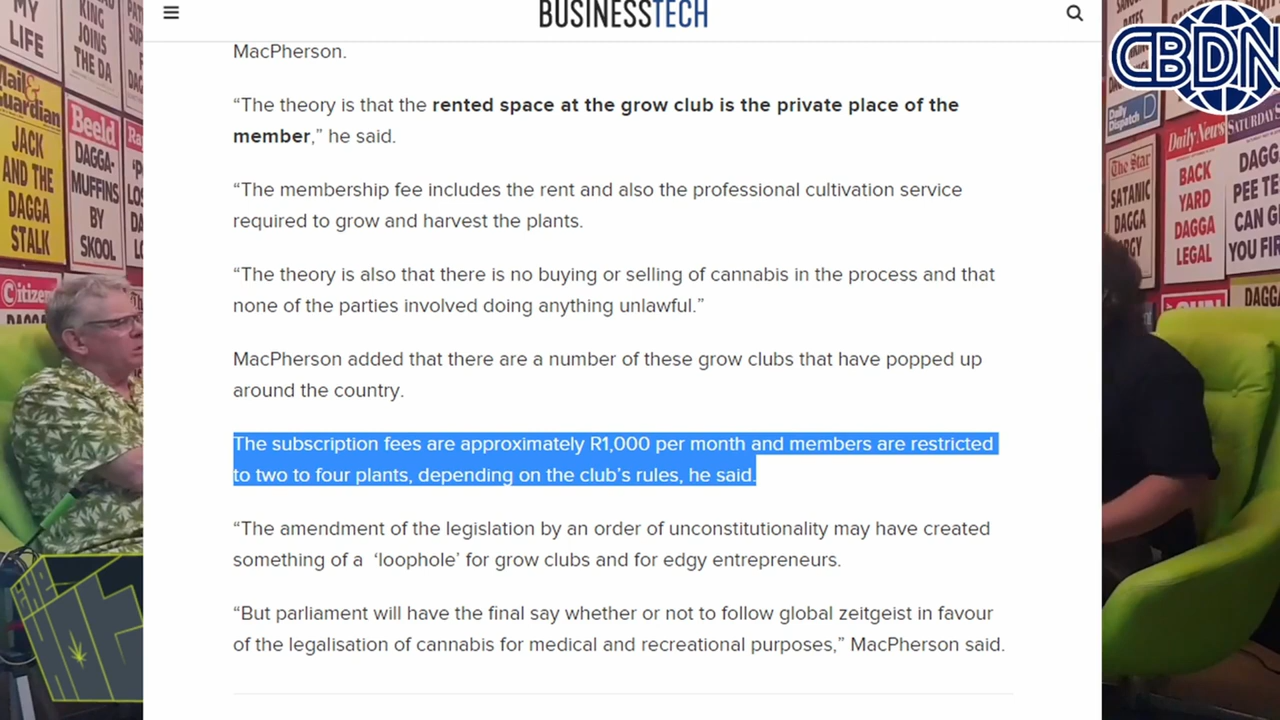 BUSINESSTECH
MacPherson.
“The theory is that the rented space at the grow club is the private place of the
member,” he said.
“The membership fee includes the rent and also the professional cultivation service
required to grow and harvest the plants.
“The theory is also that there is no buying or selling of cannabis in the process and that
none of the parties involved doing anything unlawful.”
MacPherson added that there are a number of these grow clubs that have popped up
around the country.
The subscription fees are approximately R1,000 per month and members are restricted
to two to four plants, depending on the club’s rules, he said.
“The amendment of the legislation by an order of unconstitutionality may have created
something of a ‘loophole’ for grow clubs and for edgy entrepreneurs.
“But parliament will have the final say whether or not to follow global zeitgeist in favour
of the legalisation of cannabis for medical and recreational purposes,” MacPherson said.
MY
LIFE
KING
JOINS
THE DA
Mail&
Guardian
JACK
AND THE
DAGGA
STALK
Beeld
DAGGA-
MUFFINS
BY
SKOOL
Citizen
CBDN
Daily
Dispatch
The Star
SATANIC
DAGGA
Daily News
BACK
YARD
DAGGA
LEGAL
PEE
CAN
YOU
THE
HOT